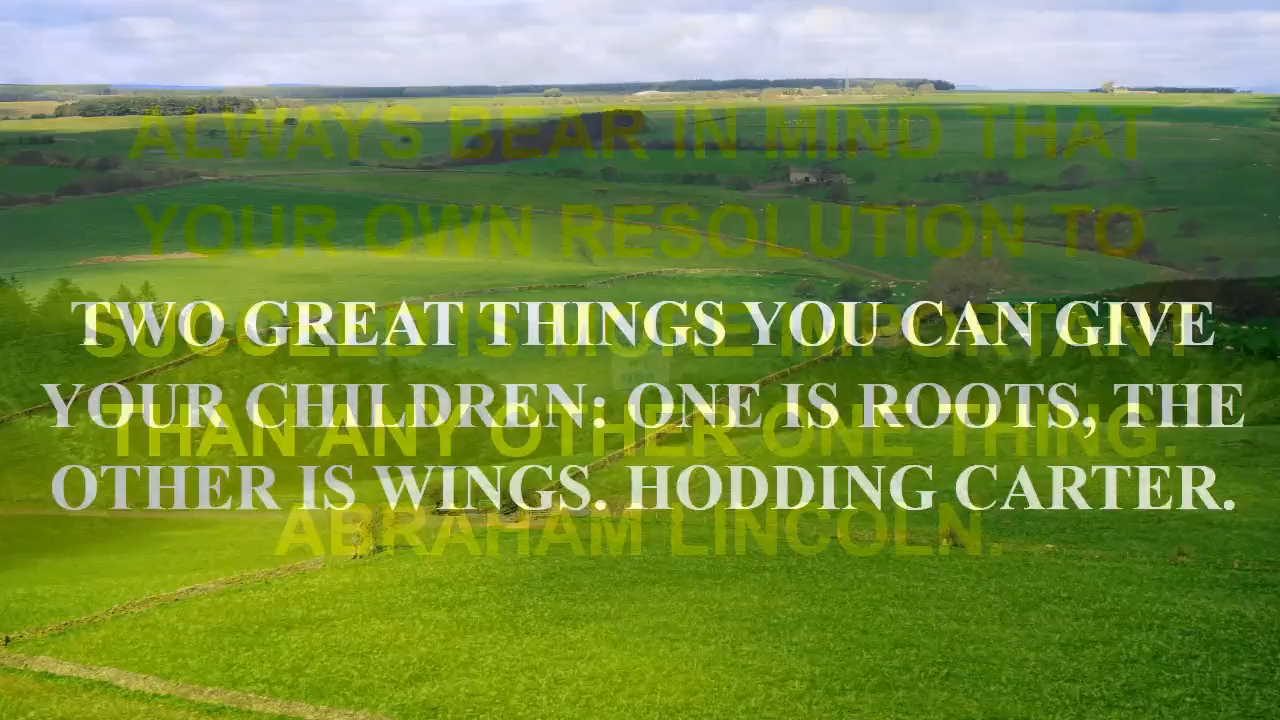 ALWAYS BEAR IN MIND THAT
YOUR OWN RESOLUTION TO
SUCCEED IS MORE IMPORTANT
THAN ANY OTHER ONE THING.
ABRAHAM LINCOLN.
TWO GREAT THINGS YOU CAN GIVE
YOUR CHILDREN: ONE IS ROOTS, THE
OTHER IS WINGS. HODDING CARTER.